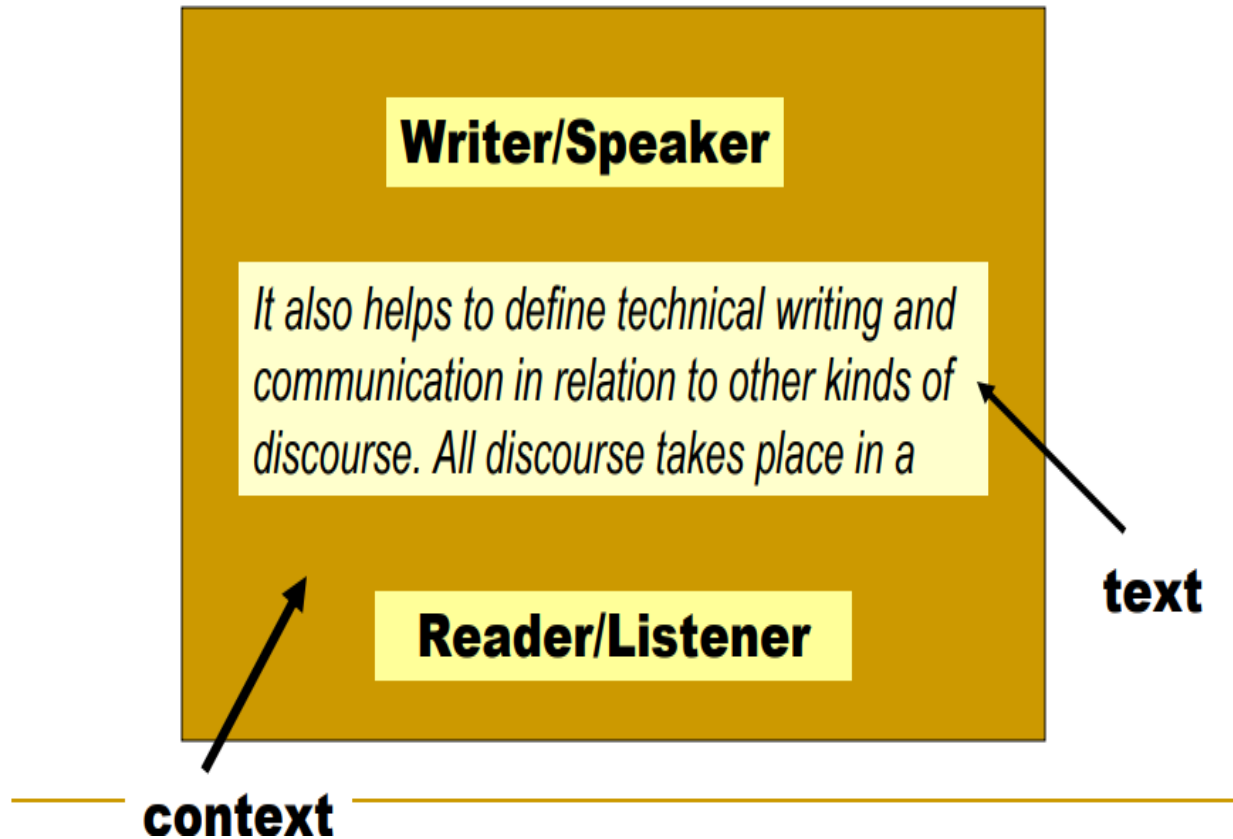 Writer/Speaker
It also helps to define technical writing and
communication in relation to other kinds of
discourse. All discourse takes place in a
text
Reader/Listener
context